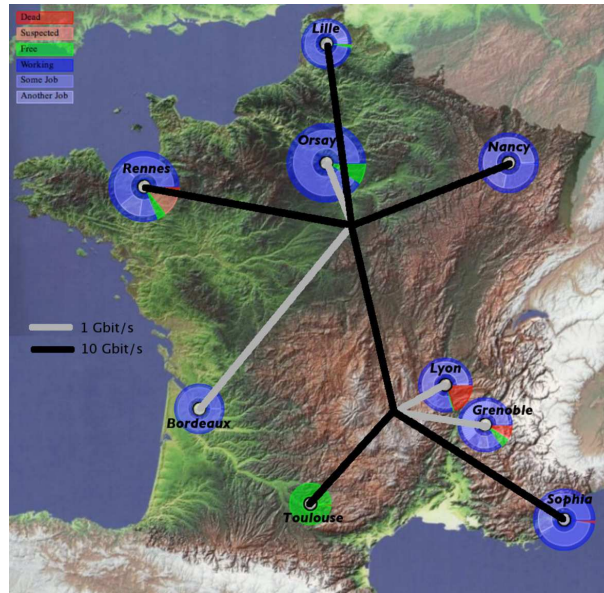 Dead
Suspected
Free
Working
Some Job
Another Job
Lille
Orsay
Nancy
Rennes
1 Gbit/s
10 Gbit/s
Lyon
Grenoble
Bordeaux
Toulouse
Sophia